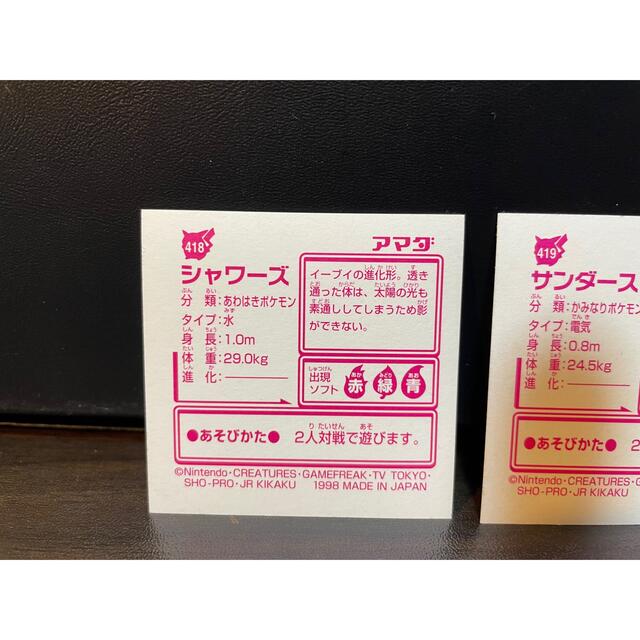 418
アマダ
シャワーズ
分類：あわはきポケモン
タイプ：水
身長：1.0m
体重：29.0kg
進化：
イーブイの進化形。透き
通った体は、太陽の光も
素通ししてしまうため影
ができない。
出現
ソフト
赤 緑 青
●あそびかた● 2人対戦で遊びます。
©Nintendo・CREATURES・GAMEFREAK・TV TOKYO・
SHO-PRO・JR KIKAKU 1998 MADE IN JAPAN
419
サンダース
分類：かみなりポケモン
タイプ：電気
身長：0.8m
体重：24.5kg
進化：
●あそびかた● 2
©Nintendo・CREATURES・G
SHO-PRO・JR KIKAKU